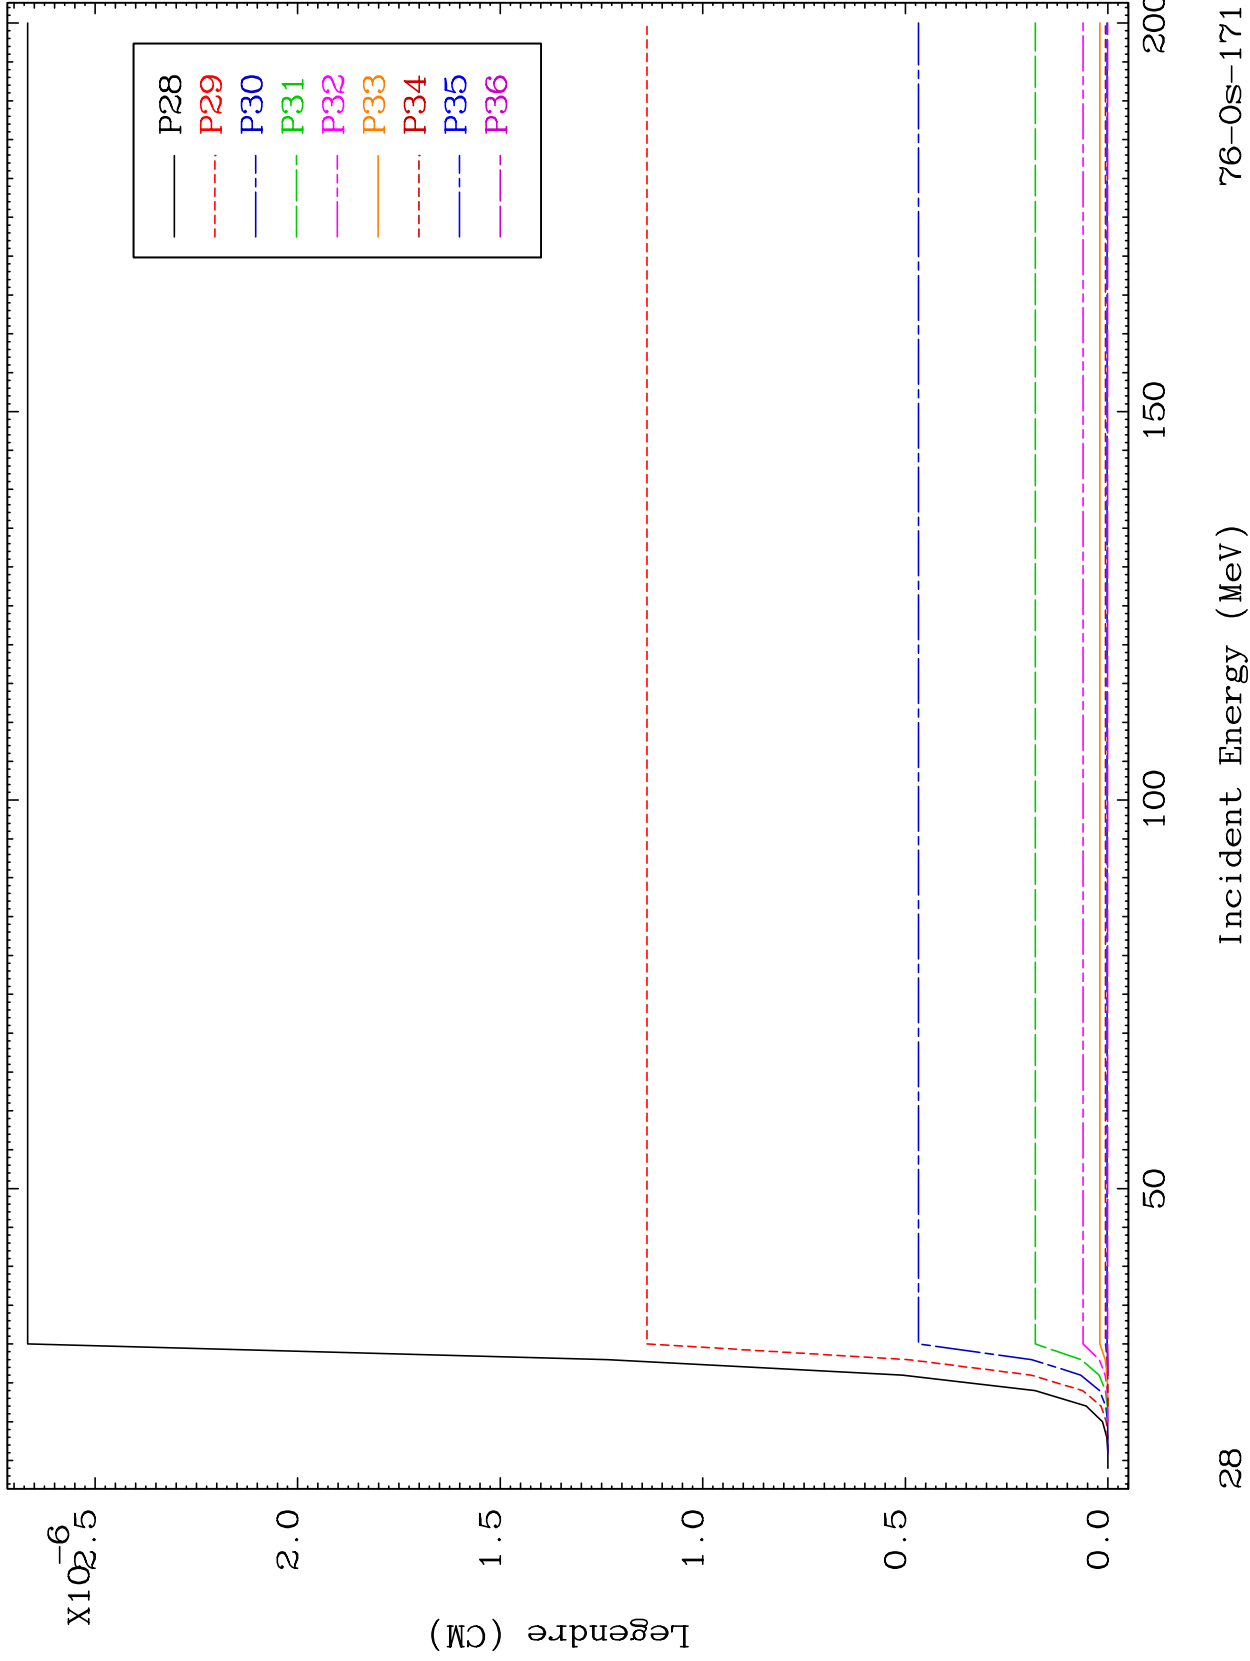 X10-6
2.5
2.0
1.5
1.0
0.5
0.0
Legendre (CM)
P28
P29
P30
P31
P32
P33
P34
P35
P36
50
100
150
200
Incident Energy (MeV)
28
76-Os-171